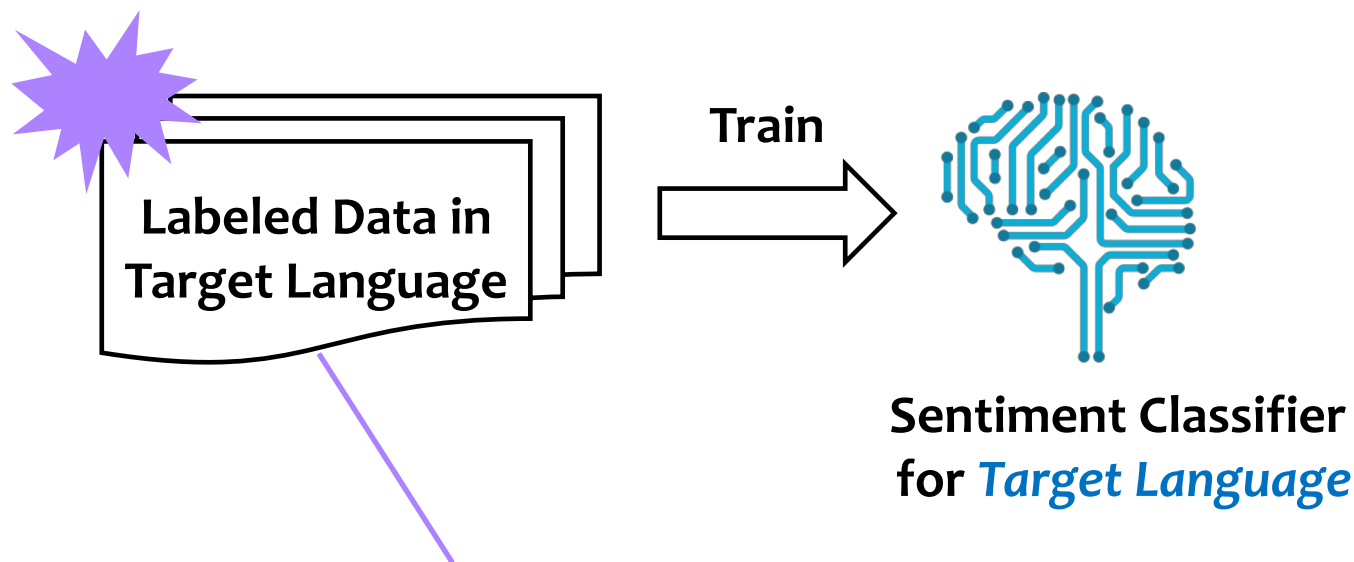 Train
Labeled Data in
Target Language
Sentiment Classifier
for Target Language